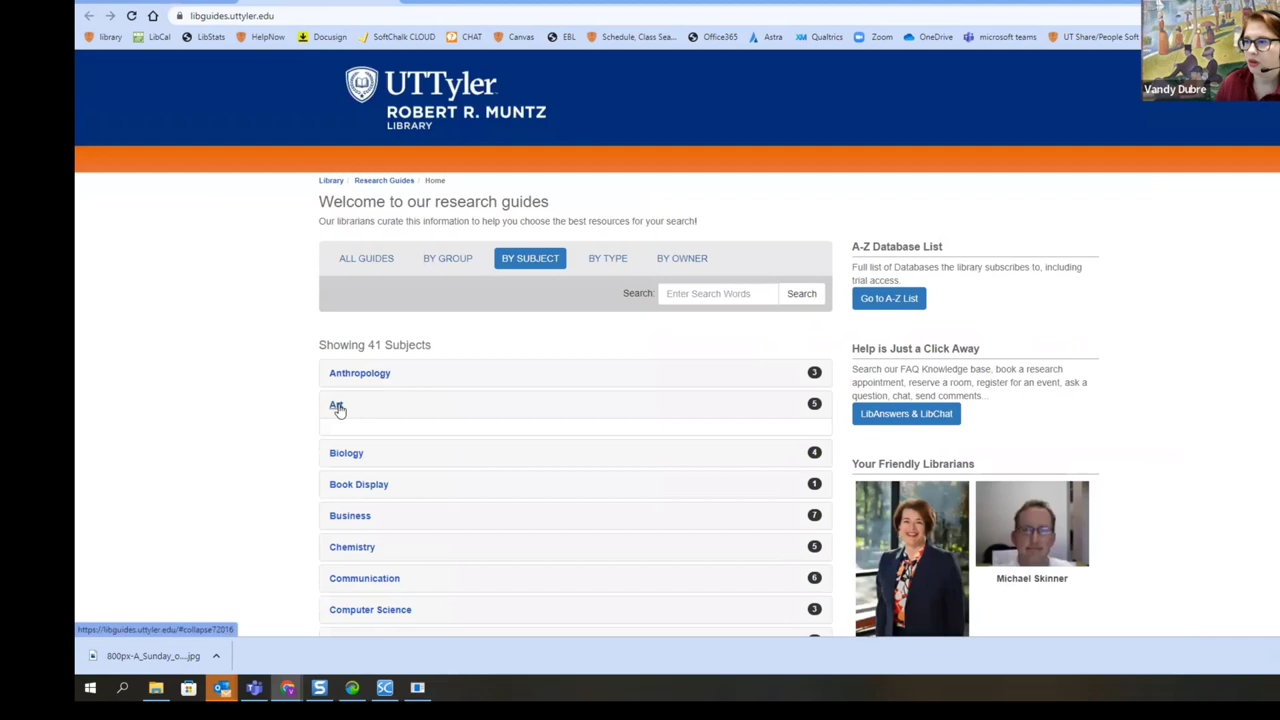 libguides.uttyler.edu
library LibCal LibStats HelpNow Docusign SoftChalk CLOUD CHAT Canvas EBL Schedule, Class Sea... Office365 Astra Qualtrics Zoom OneDrive microsoft teams UT Share/People Soft
Vandy Dubre
UTTyler
ROBERT R. MUNTZ
LIBRARY
Library / Research Guides / Home
Welcome to our research guides
Our librarians curate this information to help you choose the best resources for your search!
ALL GUIDES BY GROUP BY SUBJECT BY TYPE BY OWNER
Search: Enter Search Words Search
Showing 41 Subjects
Anthropology 3
Art 5
Biology 4
Book Display 1
Business 7
Chemistry 5
Communication 6
Computer Science 3
A-Z Database List
Full list of Databases the library subscribes to, including
trial access.
Go to A-Z List
Help is Just a Click Away
Search our FAQ Knowledge base, book a research
appointment, reserve a room, register for an event, ask a
question, chat, send comments...
LibAnswers & LibChat
Your Friendly Librarians
Michael Skinner
https://libguides.uttyler.edu/#collapse72016
800px-A_Sunday_o....jpg